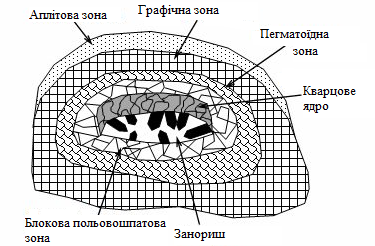 Аплітова зона
Графічна зона
Пегматоїдна
зона
Кварцове
ядро
Блокова польовошпатова
зона
Занориш